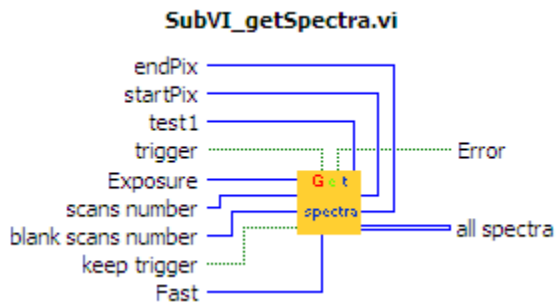 SubVI_getSpectra.vi
endPix
startPix
test1
trigger
Error
Exposure
Get
scans number
spectra
blank scans number
all spectra
keep trigger
Fast